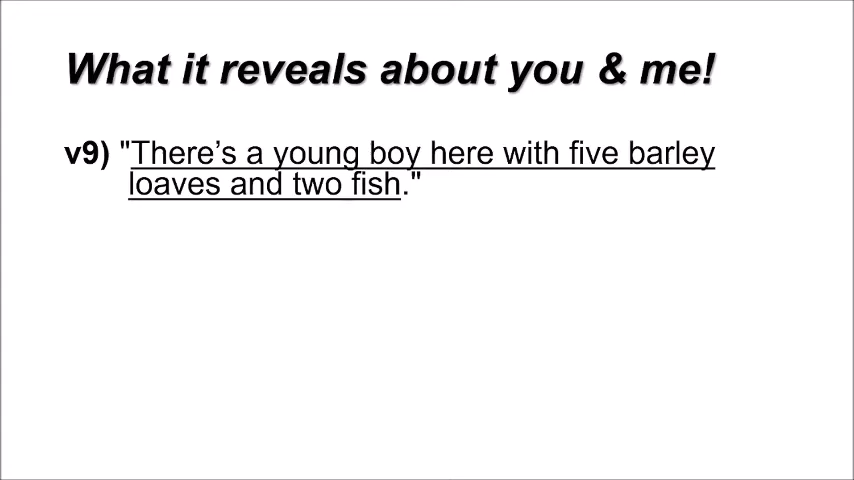 What it reveals about you & me!
v9) "There’s a young boy here with five barley
loaves and two fish."